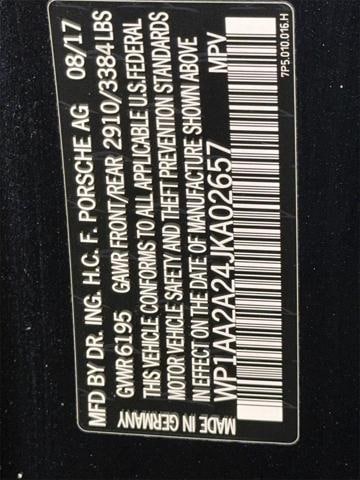 MFD BY DR. ING. H.C. F. PORSCHE AG 08/17
GVWR 6195 GAWR FRONT/REAR 2910/3384 LBS
THIS VEHICLE CONFORMS TO ALL APPLICABLE U.S. FEDERAL
MOTOR VEHICLE SAFETY AND THEFT PREVENTION STANDARDS
IN EFFECT ON THE DATE OF MANUFACTURE SHOWN ABOVE
WP1AA2A24JKA02657 MPV
MADE IN GERMANY
7P5.010.016.H